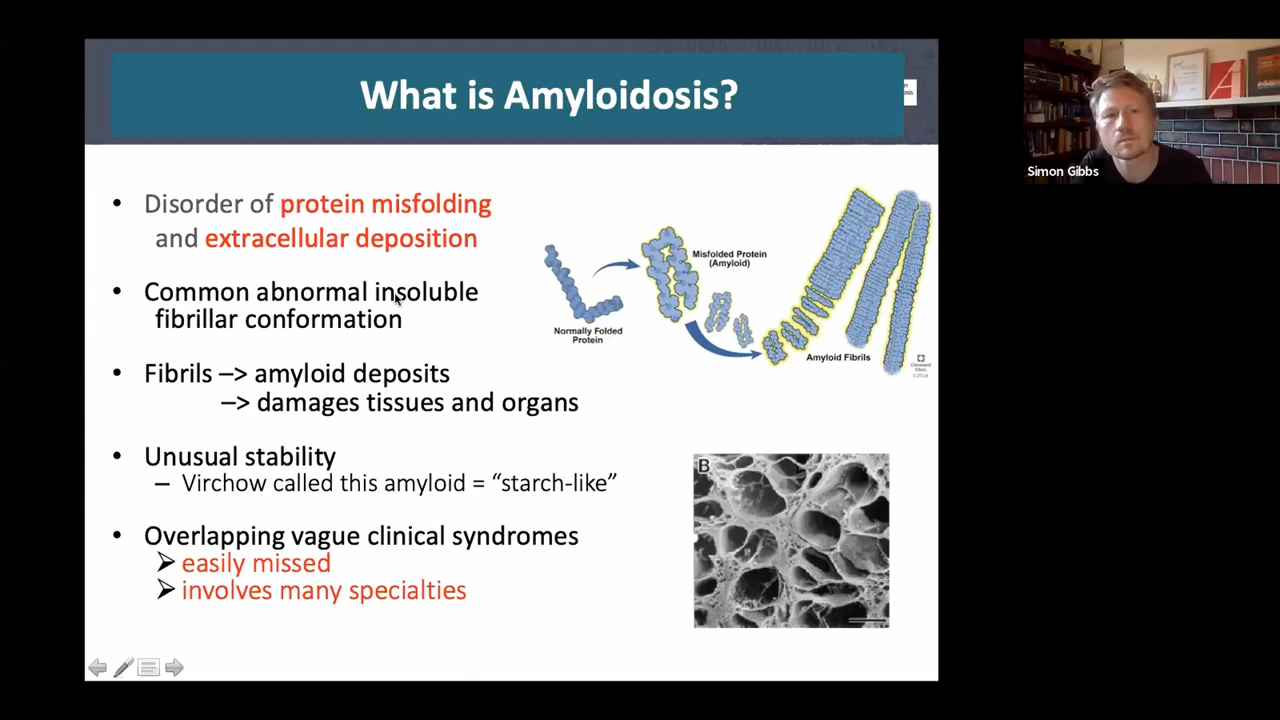 What is Amyloidosis?
Simon Gibbs
• Disorder of protein misfolding
and extracellular deposition
• Common abnormal insoluble
fibrillar conformation
• Fibrils –> amyloid deposits
–> damages tissues and organs
• Unusual stability
– Virchow called this amyloid = “starch-like”
• Overlapping vague clinical syndromes
➢ easily missed
➢ involves many specialties
Normally Folded
Protein
Misfolded Protein
(Amyloid)
Amyloid Fibrils
B